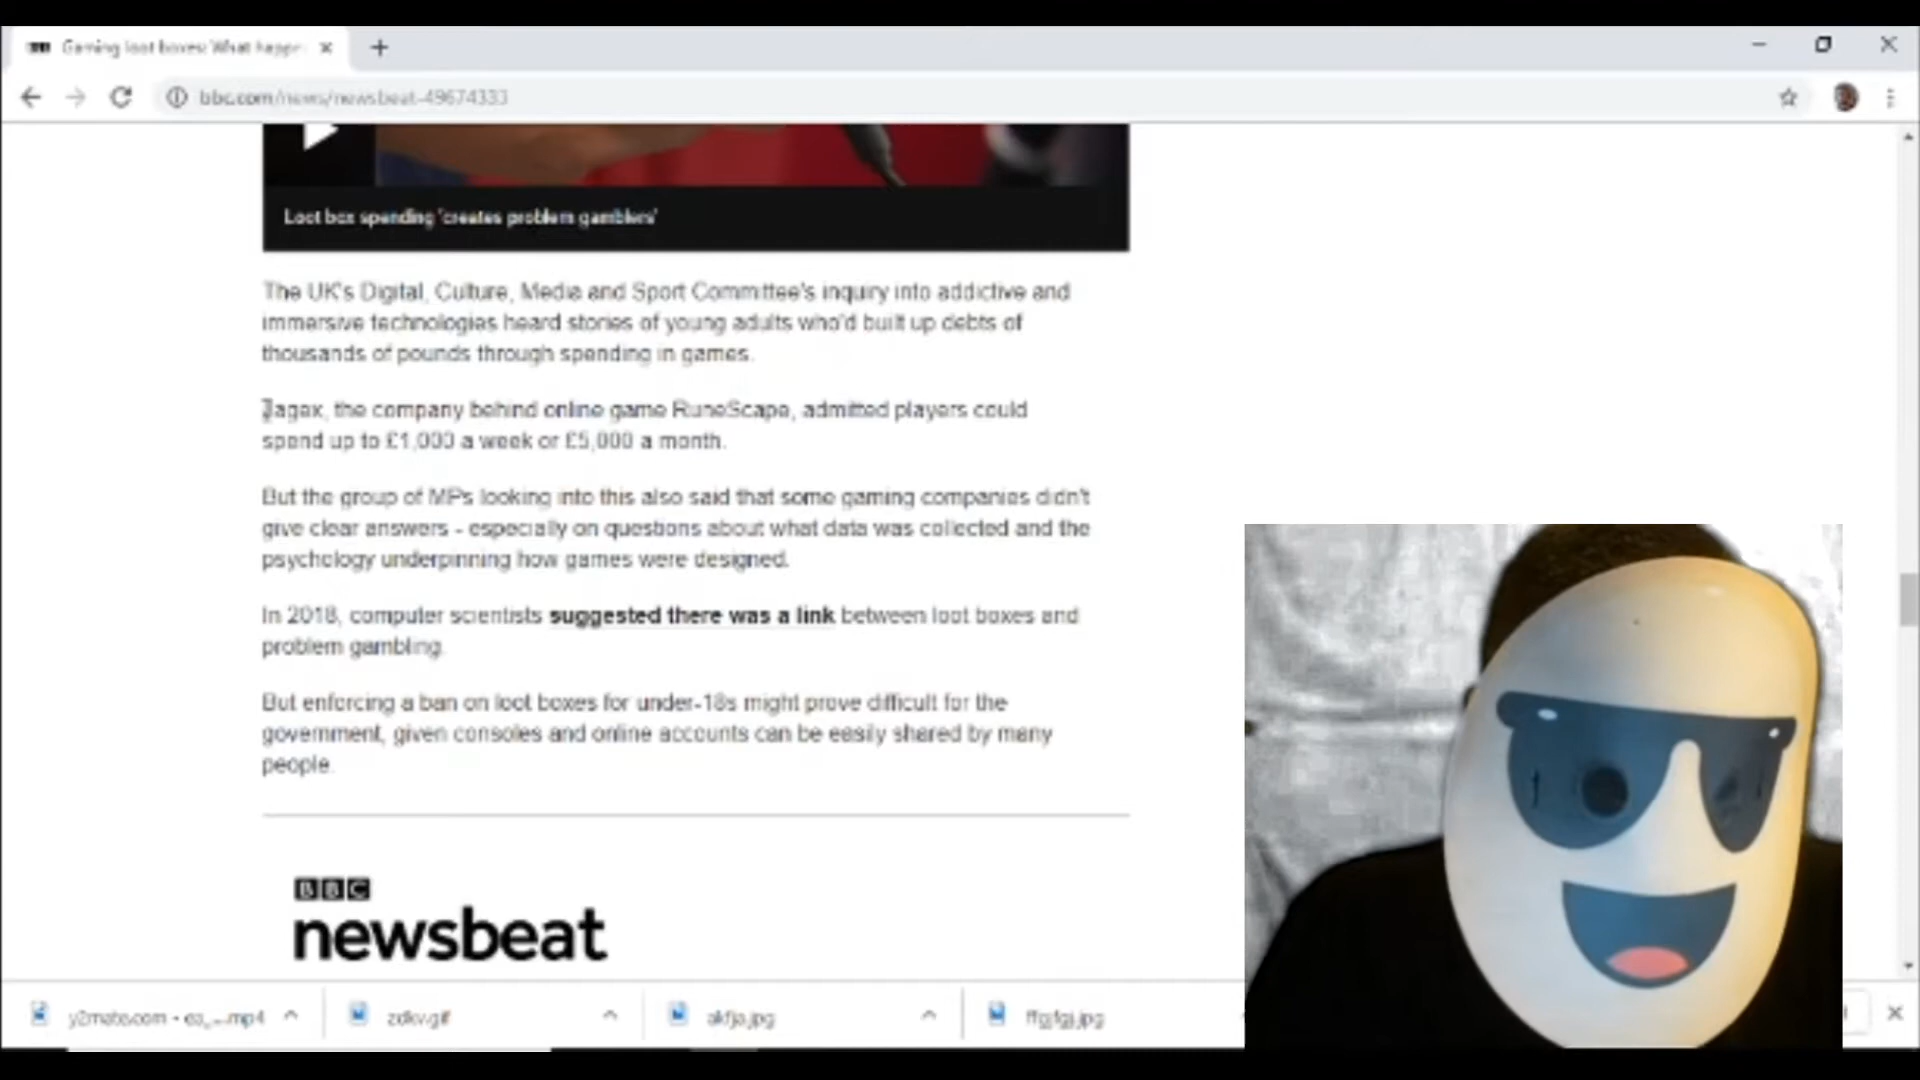 Gaming loot boxes: What happe
bbc.com/news/newsbeat-49674333
Loot box spending 'creates problem gamblers'
The UK's Digital, Culture, Media and Sport Committee's inquiry into addictive and
immersive technologies heard stories of young adults who'd built up debts of
thousands of pounds through spending in games.
Jagex, the company behind online game RuneScape, admitted players could
spend up to £1,000 a week or £5,000 a month.
But the group of MPs looking into this also said that some gaming companies didn't
give clear answers - especially on questions about what data was collected and the
psychology underpinning how games were designed.
In 2018, computer scientists suggested there was a link between loot boxes and
problem gambling.
But enforcing a ban on loot boxes for under-18s might prove difficult for the
government, given consoles and online accounts can be easily shared by many
people.
BBC
newsbeat
y2mate.com - ea_....mp4
zdkv.gif
akfja.jpg